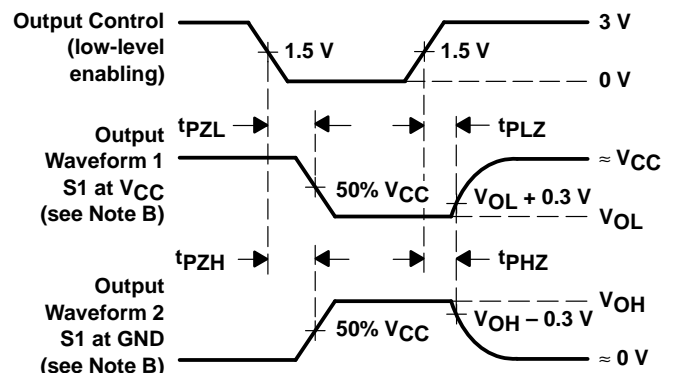 Output Control
(low-level
enabling)
1.5 V
1.5 V
3 V
0 V
tPZL
tPLZ
Output
Waveform 1
S1 at VCC
(see Note B)
50% VCC
VOL + 0.3 V
≈ VCC
VOL
tPZH
tPHZ
Output
Waveform 2
S1 at GND
(see Note B)
50% VCC
VOH – 0.3 V
VOH
≈ 0 V